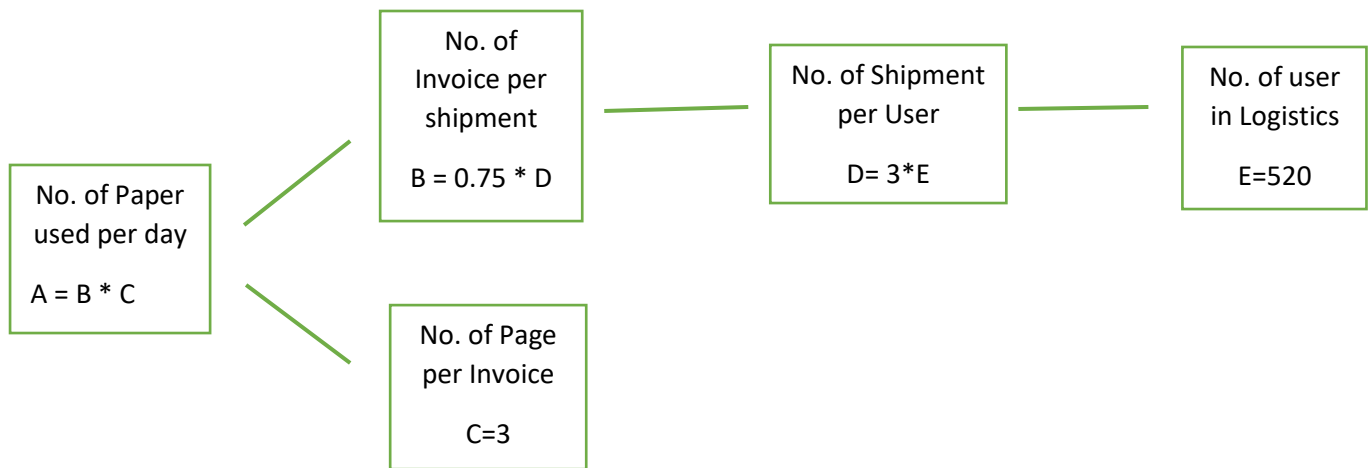 No. of Paper
used per day
A = B * C
No. of
Invoice per
shipment
B = 0.75 * D
No. of Page
per Invoice
C=3
No. of Shipment
per User
D= 3*E
No. of user
in Logistics
E=520